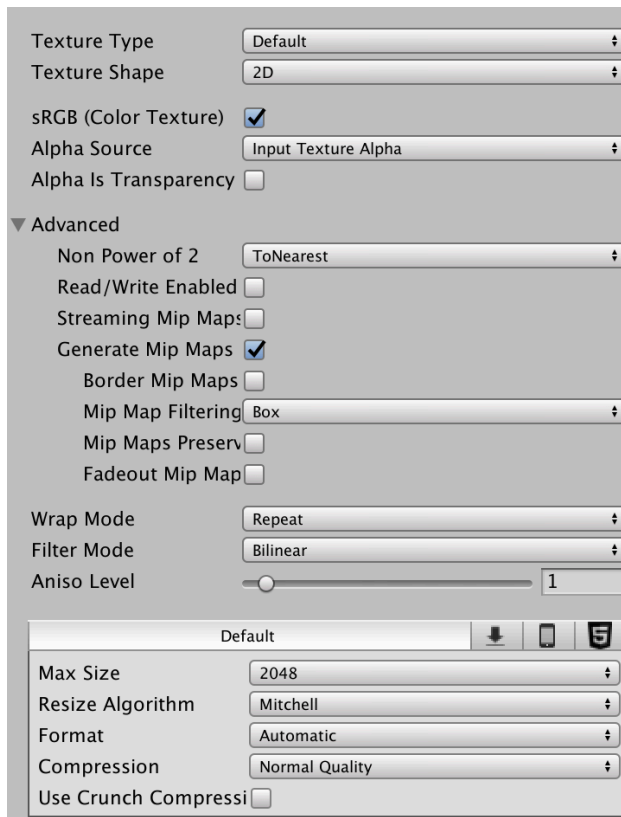 Texture Type Default
Texture Shape 2D
sRGB (Color Texture)
Alpha Source Input Texture Alpha
Alpha Is Transparency
Advanced
Non Power of 2 ToNearest
Read/Write Enabled
Streaming Mip Maps
Generate Mip Maps
Border Mip Maps
Mip Map Filtering Box
Mip Maps Preserv
Fadeout Mip Map
Wrap Mode Repeat
Filter Mode Bilinear
Aniso Level 1
Default 5
Max Size 2048
Resize Algorithm Mitchell
Format Automatic
Compression Normal Quality
Use Crunch Compressi